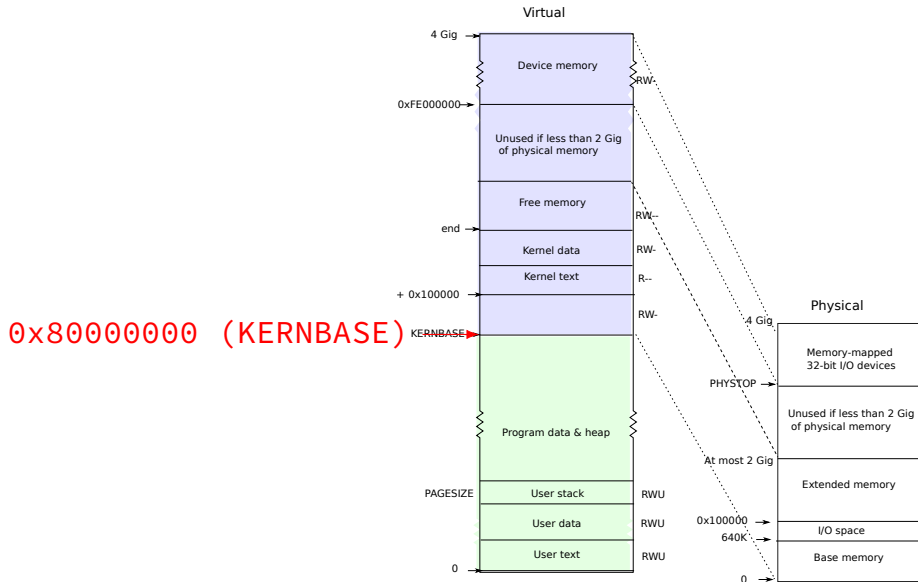 Virtual
4 Gig
Device memory
RW-
0xFE000000
Unused if less than 2 Gig
of physical memory
Free memory
RW--
end
Kernel data
RW-
Kernel text
R--
+ 0x100000
RW-
0x80000000 (KERNBASE)
KERNBASE
Program data & heap
PAGESIZE
User stack
RWU
User data
RWU
User text
RWU
0
Physical
4 Gig
Memory-mapped
32-bit I/O devices
PHYSTOP
Unused if less than 2 Gig
of physical memory
At most 2 Gig
Extended memory
0x100000
I/O space
640K
Base memory
0